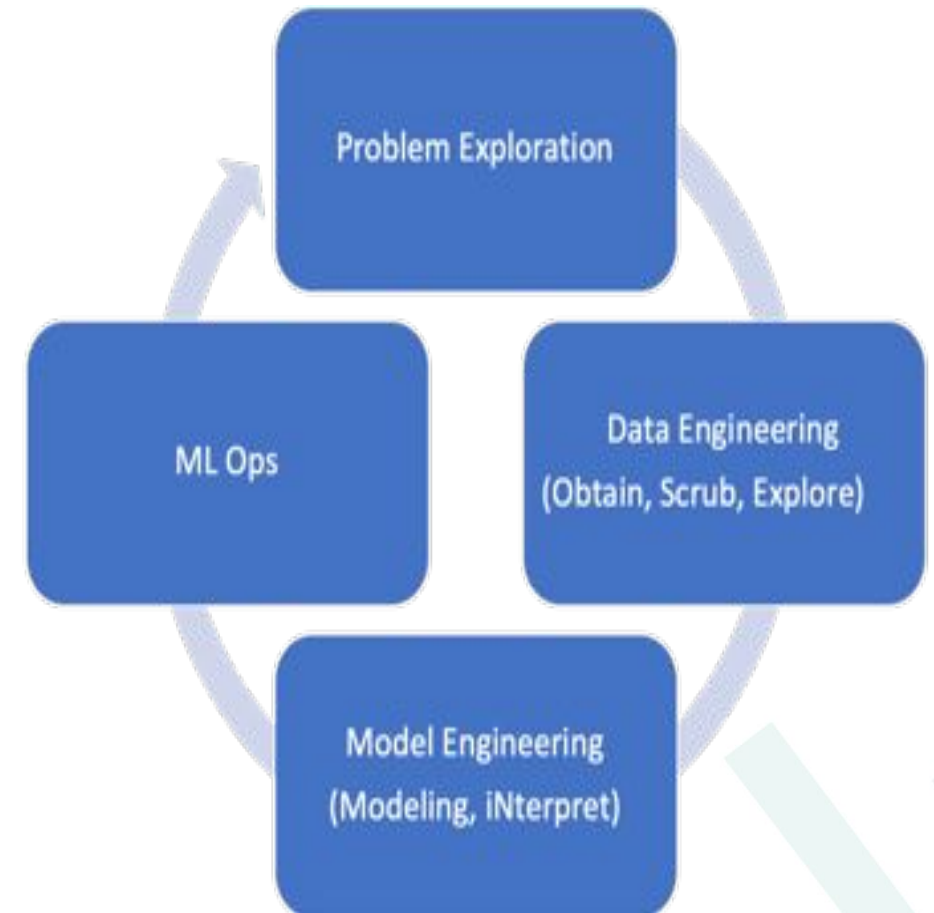 Problem Exploration
Data Engineering
(Obtain, Scrub, Explore)
Model Engineering
(Modeling, iNterpret)
ML Ops